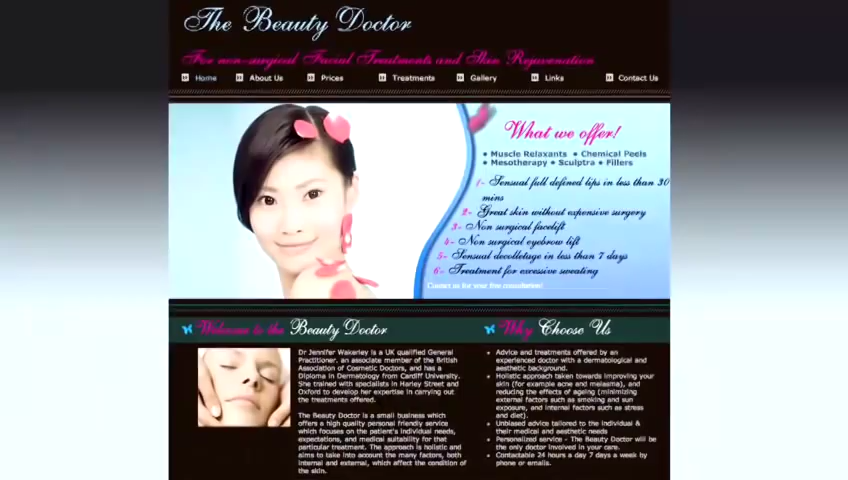 The Beauty Doctor
For non-surgical Facial Treatments and Skin Rejuvenation
Home About Us Prices Treatments Gallery Links Contact Us
What we offer!
• Muscle Relaxants • Chemical Peels
• Mesotherapy • Sculptra • Fillers
1- Sensual full defined lips in less than 30
mins
2- Great skin without expensive surgery
3- Non surgical facelift
4- Non surgical eyebrow lift
5- Sensual decolletage in less than 7 days
6- Treatment for excessive sweating
Contact us for your free consultation!
Welcome to the Beauty Doctor
Dr Jennifer Wakerley is a UK qualified General
Practitioner, an associate member of the British
Association of Cosmetic Doctors, and has a
Diploma in Dermatology from Cardiff University.
She trained with specialists in Harley Street and
Oxford to develop her expertise in carrying out
the treatments offered.
The Beauty Doctor is a small business which
offers a high quality personal friendly service
which focuses on the patient's individual needs,
expectations, and medical suitability for that
particular treatment. The approach is holistic and
aims to take into account the many factors, both
internal and external, which affect the condition of
the skin.
Why Choose Us
• Advice and treatments offered by an
experienced doctor with a dermatological and
aesthetic background.
• Holistic approach taken towards improving your
skin (for example acne and melasma), and
reducing the effects of ageing (minimizing
external factors such as smoking and sun
exposure, and internal factors such as stress
and diet).
• Unbiased advice tailored to the individual &
their medical and aesthetic needs
• Personalized service - The Beauty Doctor will be
the only doctor involved in your care.
• Contactable 24 hours a day 7 days a week by
phone or emails.